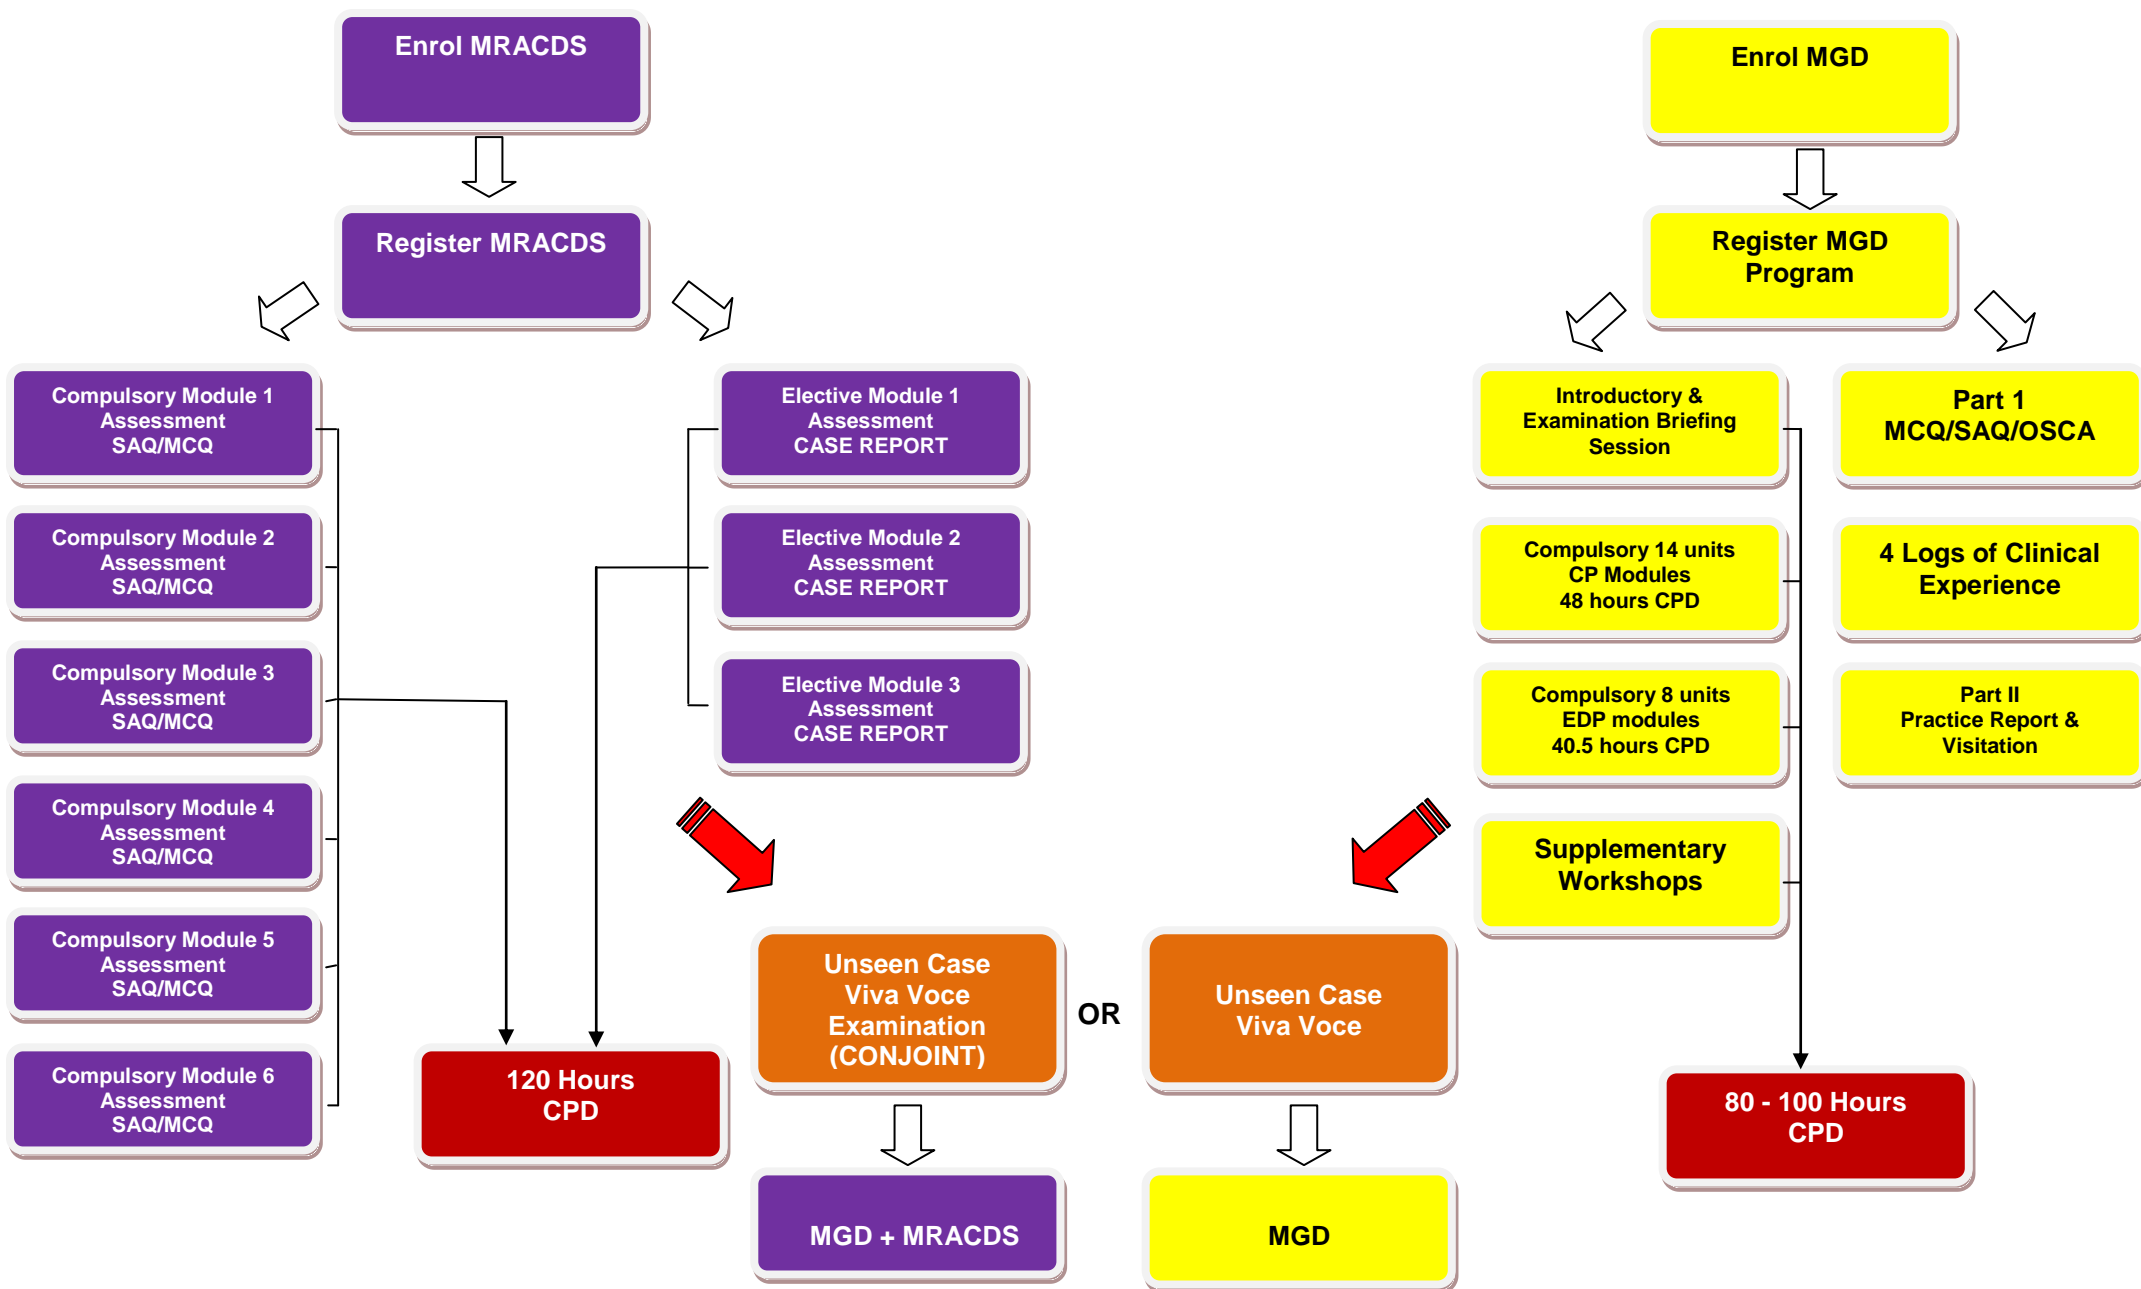 Enrol MRACDS
Register MRACDS
Compulsory Module 1
Assessment
SAQ/MCQ
Compulsory Module 2
Assessment
SAQ/MCQ
Compulsory Module 3
Assessment
SAQ/MCQ
Compulsory Module 4
Assessment
SAQ/MCQ
Compulsory Module 5
Assessment
SAQ/MCQ
Compulsory Module 6
Assessment
SAQ/MCQ
Elective Module 1
Assessment
CASE REPORT
Elective Module 2
Assessment
CASE REPORT
Elective Module 3
Assessment
CASE REPORT
120 Hours
CPD
Unseen Case
Viva Voce
Examination
(CONJOINT)
OR
Unseen Case
Viva Voce
MGD + MRACDS
MGD
Enrol MGD
Register MGD
Program
Introductory &
Examination Briefing
Session
Compulsory 14 units
CP Modules
48 hours CPD
Compulsory 8 units
EDP modules
40.5 hours CPD
Supplementary
Workshops
Part 1
MCQ/SAQ/OSCA
4 Logs of Clinical
Experience
Part II
Practice Report &
Visitation
80 - 100 Hours
CPD